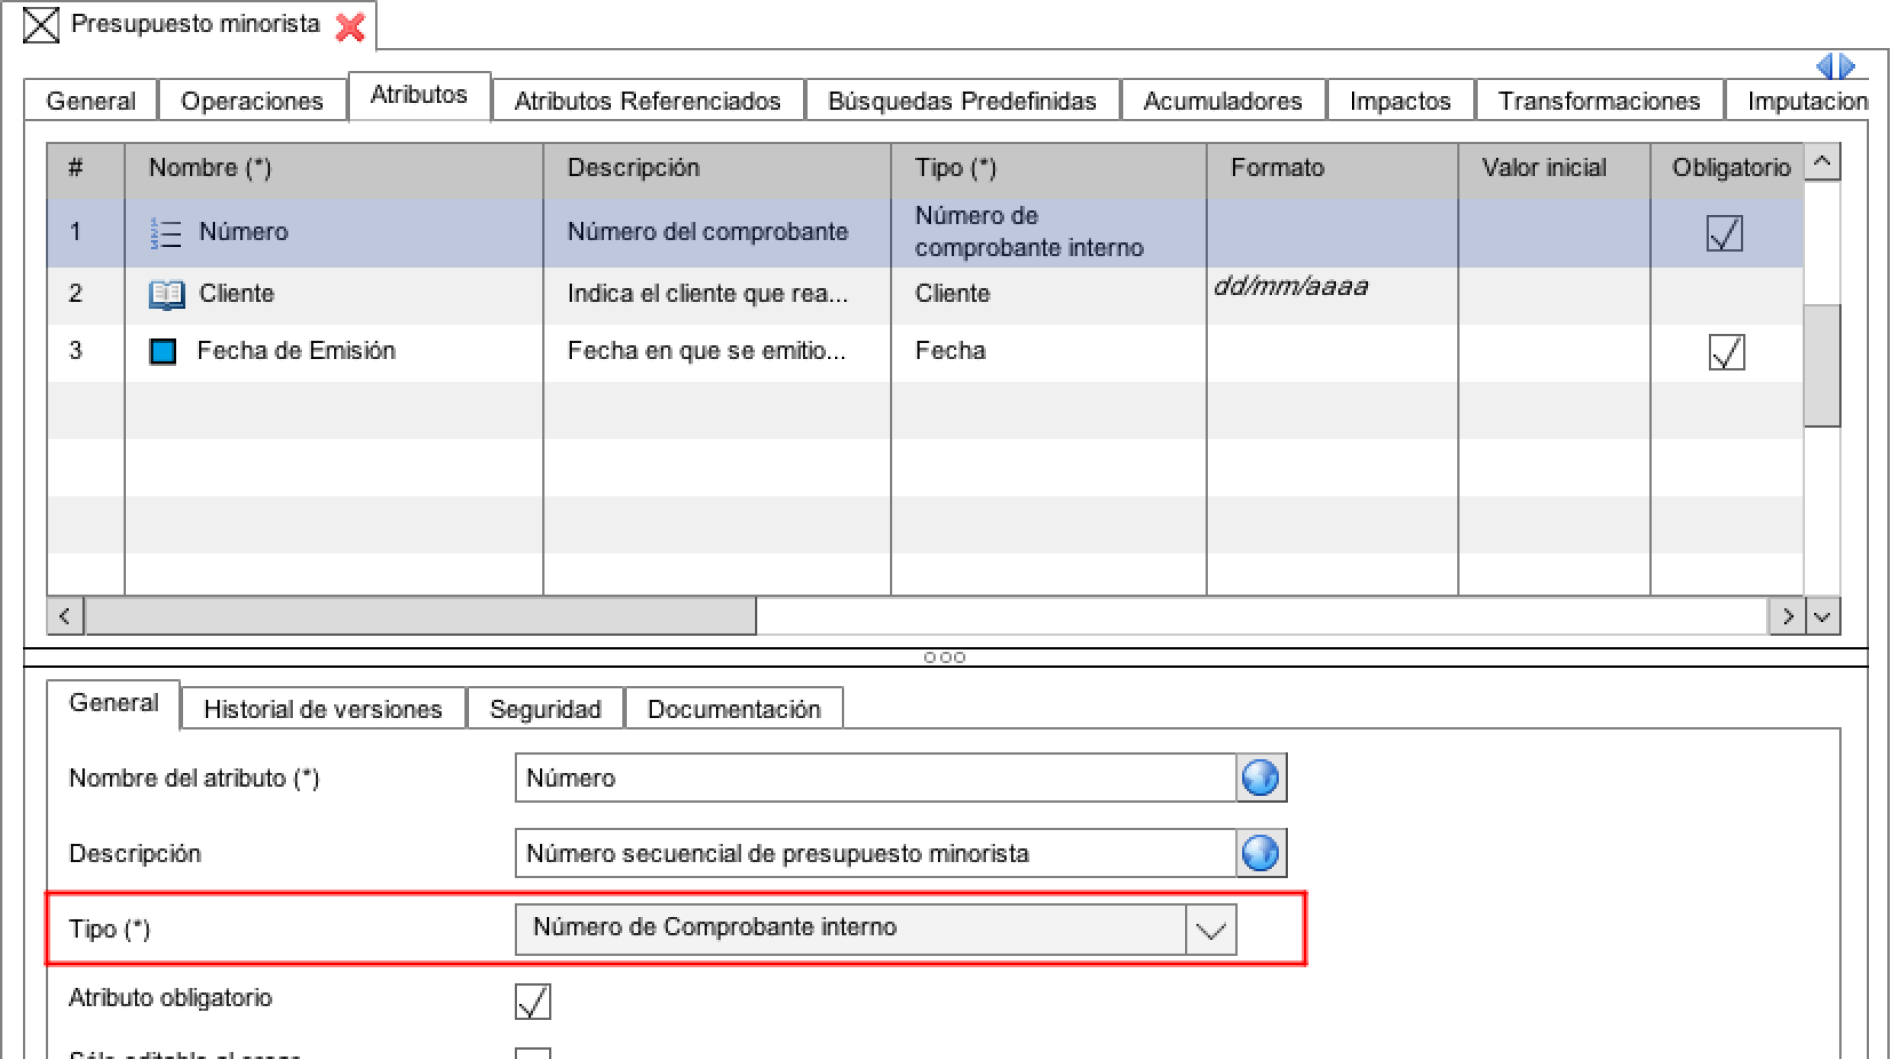 Presupuesto minorista
General Operaciones Atributos Atributos Referenciados Búsquedas Predefinidas Acumuladores Impactos Transformaciones Imputacion
# Nombre (*) Descripción Tipo (*) Formato Valor inicial Obligatorio
1 Número Número del comprobante Número de
comprobante interno
2 Cliente Indica el cliente que rea... Cliente dd/mm/aaaa
3 Fecha de Emisión Fecha en que se emitio... Fecha
General Historial de versiones Seguridad Documentación
Nombre del atributo (*) Número
Descripción Número secuencial de presupuesto minorista
Tipo (*) Número de Comprobante interno
Atributo obligatorio